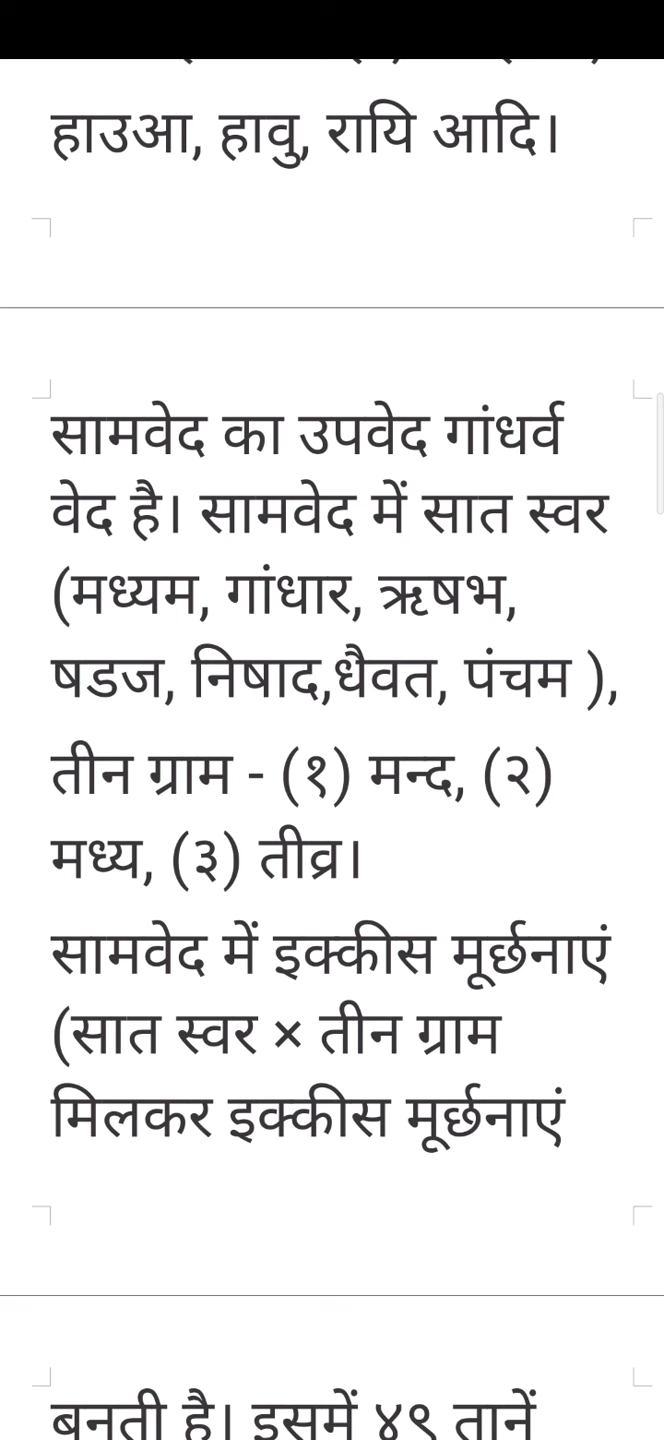 हाउआ, हावु, रायि आदि।
सामवेद का उपवेद गांधर्व
वेद है। सामवेद में सात स्वर
(मध्यम, गांधार, ऋषभ,
षडज, निषाद,धैवत, पंचम ),
तीन ग्राम - (१) मन्द, (२)
मध्य, (३) तीव्र।
सामवेद में इक्कीस मूर्छनाएं
(सात स्वर × तीन ग्राम
मिलकर इक्कीस मूर्छनाएं
बनती है। इसमें ४९ तानें